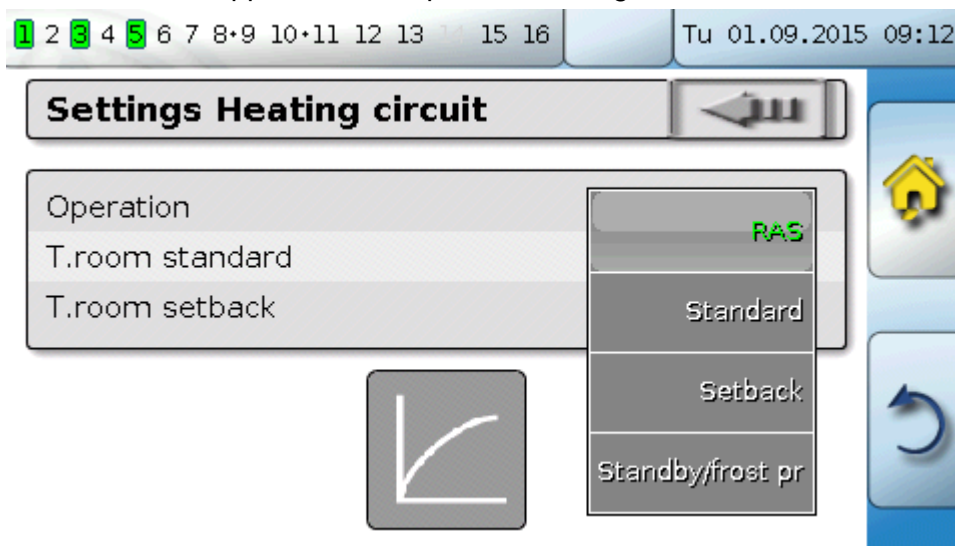 1 2 3 4 5 6 7 8•9 10•11 12 13 14 15 16 Tu 01.09.2015 09:12
Settings Heating circuit
Operation
RAS
T.room standard
T.room setback
Standard
Setback
Standby/frost pr